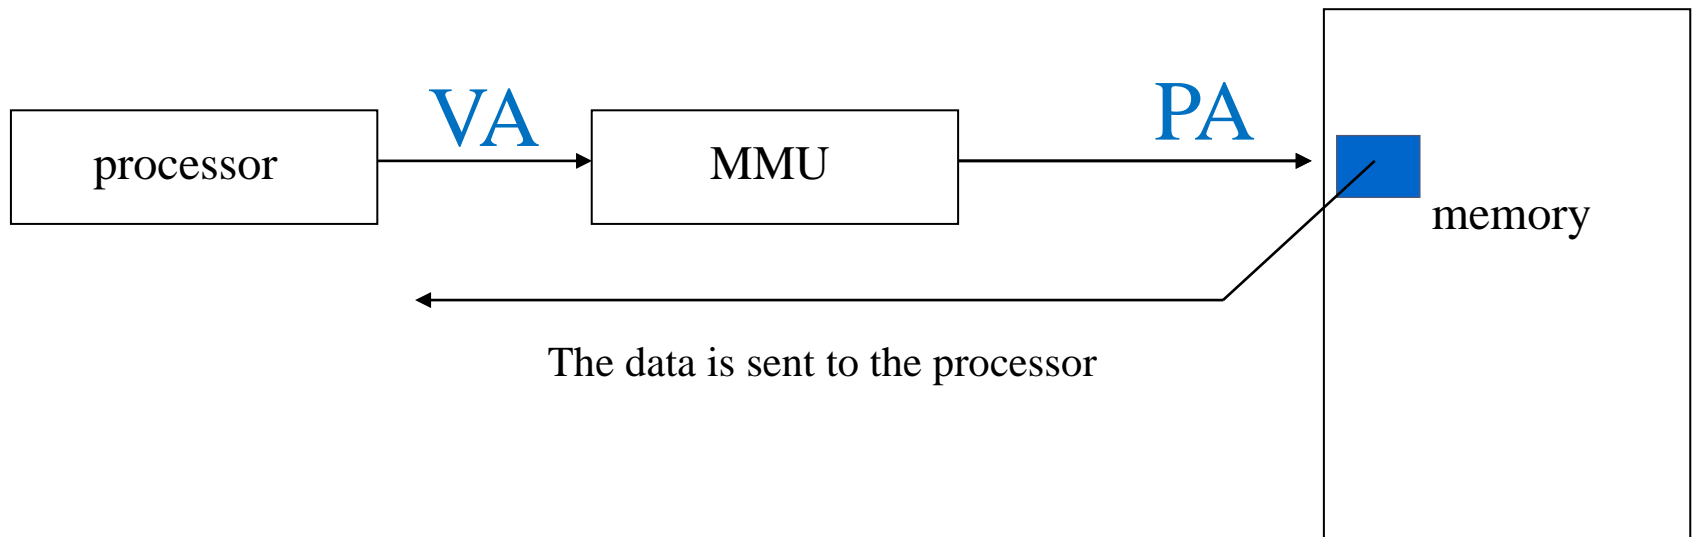 VA
PA
processor
MMU
memory
The data is sent to the processor